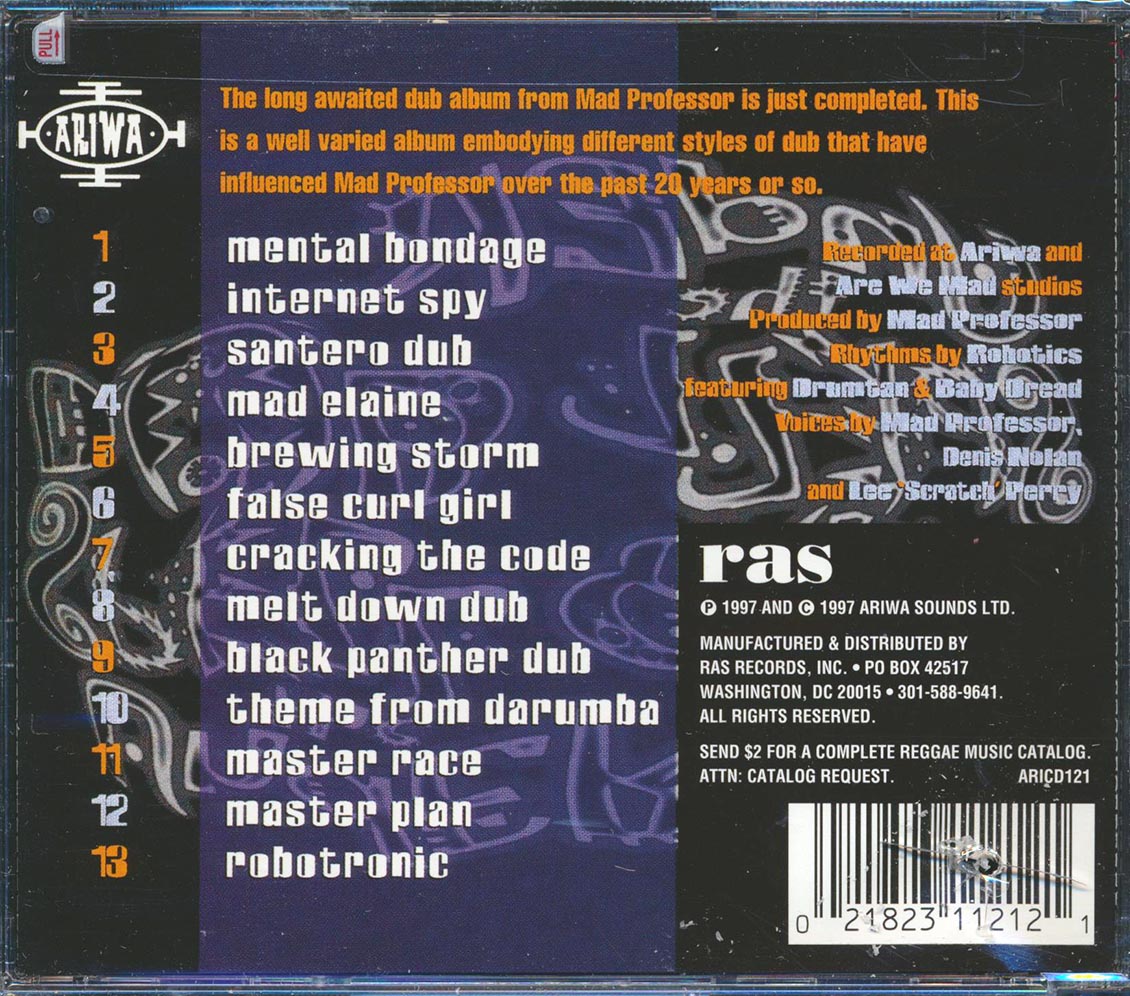 PULL
ARIWA
The long awaited dub album from Mad Professor is just completed. This
is a well varied album embodying different styles of dub that have
influenced Mad Professor over the past 20 years or so.
1 mental bondage
2 internet spy
3 santero dub
4 mad elaine
5 brewing storm
6 false curl girl
7 cracking the code
8 melt down dub
9 black panther dub
10 theme from darumba
11 master race
12 master plan
13 robotronic
Recorded at Ariwa and
Are We Mad studios
Produced by Mad Professor
Rhythms by Robotics
featuring Drumtan & Baby Dread
Voices by Mad Professor,
Denis Nolan
and Lee 'Scratch' Perry
ras
℗ 1997 AND © 1997 ARIWA SOUNDS LTD.
MANUFACTURED & DISTRIBUTED BY
RAS RECORDS, INC. • PO BOX 42517
WASHINGTON, DC 20015 • 301-588-9641.
ALL RIGHTS RESERVED.
SEND $2 FOR A COMPLETE REGGAE MUSIC CATALOG.
ATTN: CATALOG REQUEST. ARICD121
0 21823 11212 1